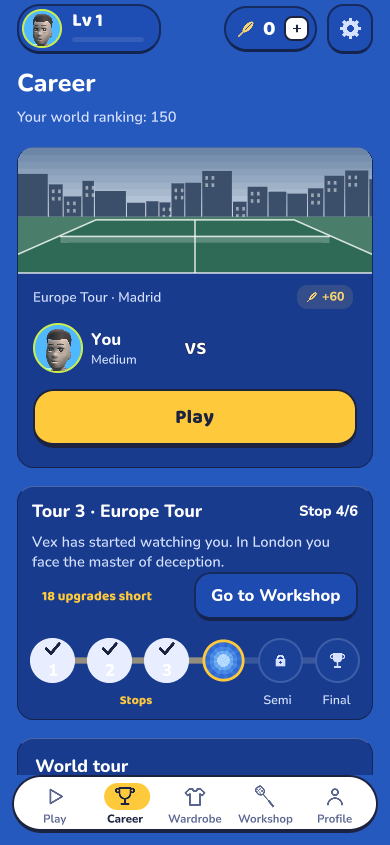 Lv 1
0
+
Career
Your world ranking: 150
Europe Tour · Madrid
+60
You
Medium
VS
Play
Tour 3 · Europe Tour
Stop 4/6
Vex has started watching you. In London you
face the master of deception.
18 upgrades short
Go to Workshop
1
2
3
Stops
Semi
Final
World tour
Play
Career
Wardrobe
Workshop
Profile